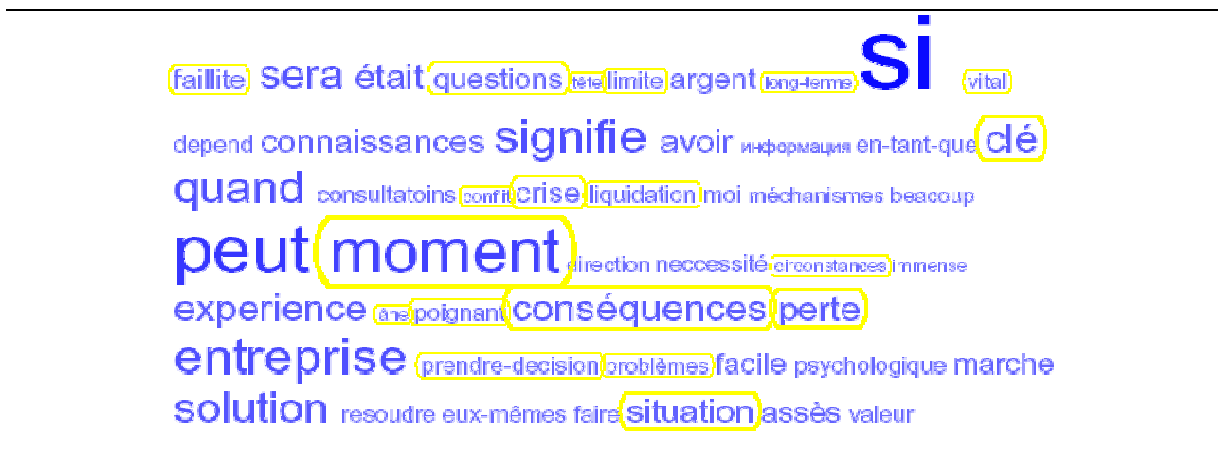 faillite sera était questions tête limite argent long-terme si vital
depend connaissances signifie avoir информация en-tant-que clé
quand consultatoins conflit crise liquidation moi méchanismes beacoup
peut moment direction neccessité circonstances immense
experience âne poignant conséquences perte
entreprise prendre-decision problèmes facile psychologique marche
solution resoudre eux-mêmes faire situation assès valeur